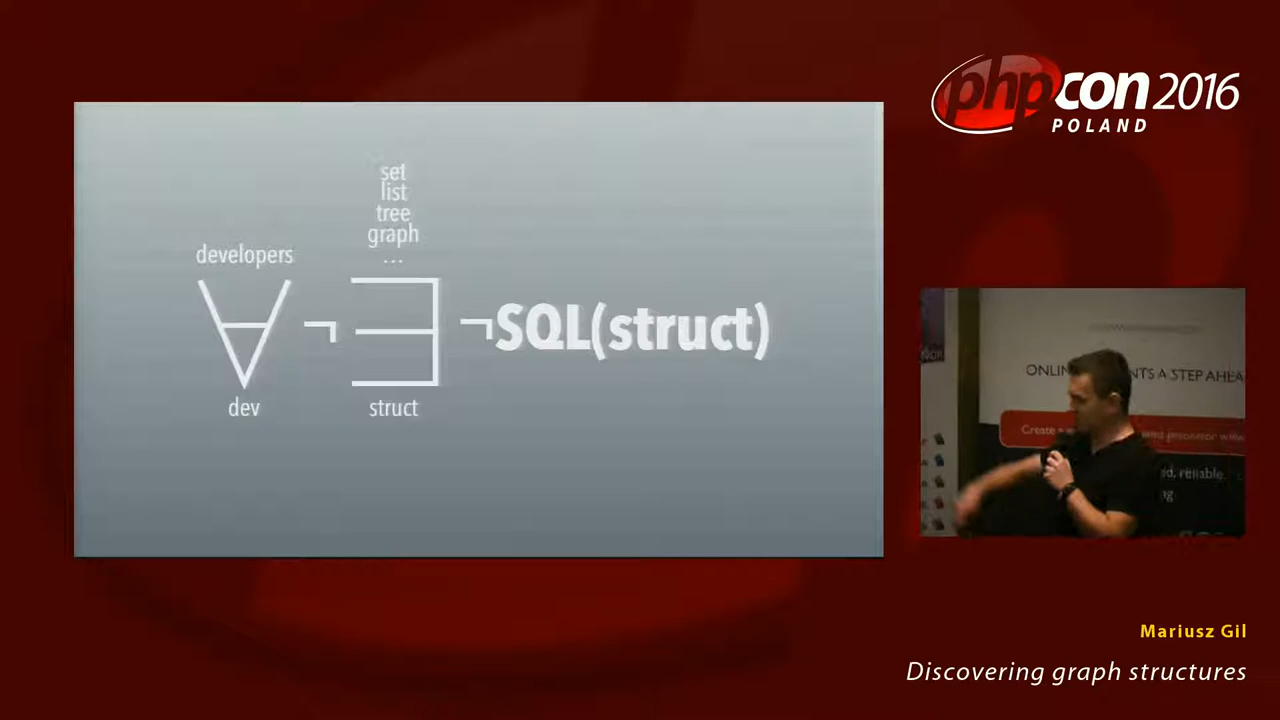 phpcon 2016
POLAND
set
list
tree
graph
...
developers
∀ ¬ ∃ ¬SQL(struct)
dev
struct
ONLIN
NTS A STEP AHEA
Create a
Mariusz Gil
Discovering graph structures